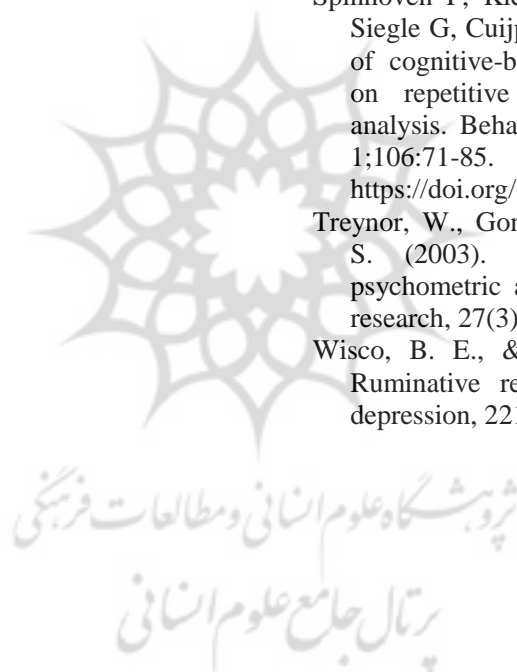 Spinhoven P, Kle
Siegle G, Cuijp
of cognitive-b
on repetitive
analysis. Beha
1;106:71-85.
https://doi.org/
Treynor, W., Gon
S. (2003).
psychometric a
research, 27(3)
Wisco, B. E., &
Ruminative re
depression, 221
پژوهشگاه علوم انسانی و مطالعات فرهنگی
پرتال جامع علوم انسانی